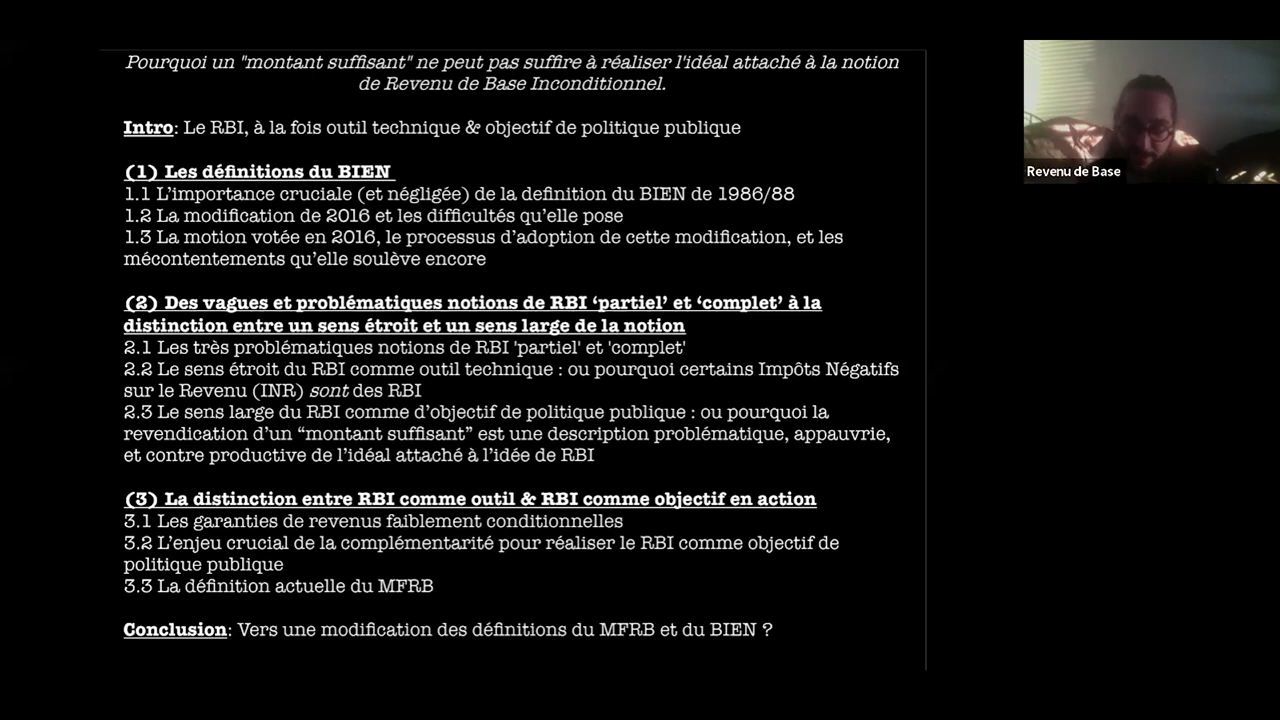 Pourquoi un "montant suffisant" ne peut pas suffire à réaliser l'idéal attaché à la notion
de Revenu de Base Inconditionnel.
Intro: Le RBI, à la fois outil technique & objectif de politique publique
(1) Les définitions du BIEN
1.1 L’importance cruciale (et négligée) de la definition du BIEN de 1986/88
1.2 La modification de 2016 et les difficultés qu’elle pose
1.3 La motion votée en 2016, le processus d’adoption de cette modification, et les
mécontentements qu’elle soulève encore
(2) Des vagues et problématiques notions de RBI ‘partiel’ et ‘complet’ à la
distinction entre un sens étroit et un sens large de la notion
2.1 Les très problématiques notions de RBI 'partiel' et 'complet'
2.2 Le sens étroit du RBI comme outil technique : ou pourquoi certains Impôts Négatifs
sur le Revenu (INR) sont des RBI
2.3 Le sens large du RBI comme d’objectif de politique publique : ou pourquoi la
revendication d’un “montant suffisant” est une description problématique, appauvrie,
et contre productive de l’idéal attaché à l’idée de RBI
(3) La distinction entre RBI comme outil & RBI comme objectif en action
3.1 Les garanties de revenus faiblement conditionnelles
3.2 L’enjeu crucial de la complémentarité pour réaliser le RBI comme objectif de
politique publique
3.3 La définition actuelle du MFRB
Conclusion: Vers une modification des définitions du MFRB et du BIEN ?
Revenu de Base